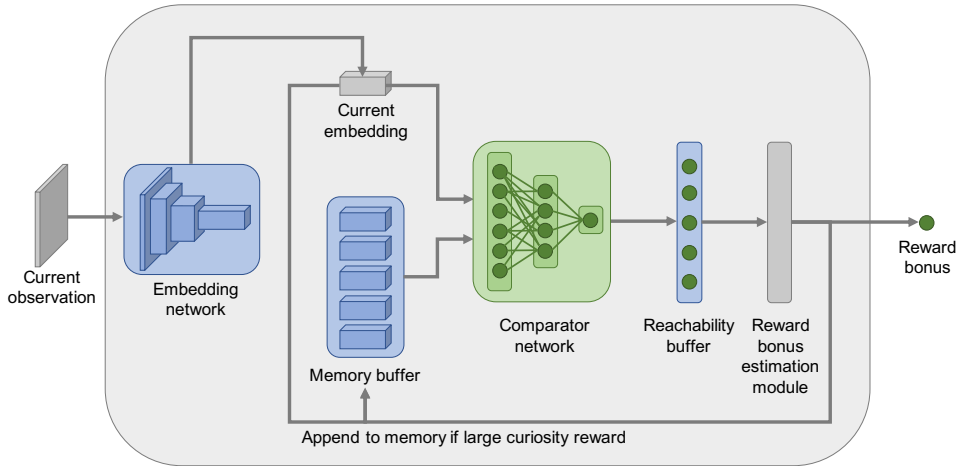 Current
embedding
Current
observation
Embedding
network
Memory buffer
Comparator
network
Reachability
buffer
Reward
bonus
estimation
module
Reward
bonus
Append to memory if large curiosity reward